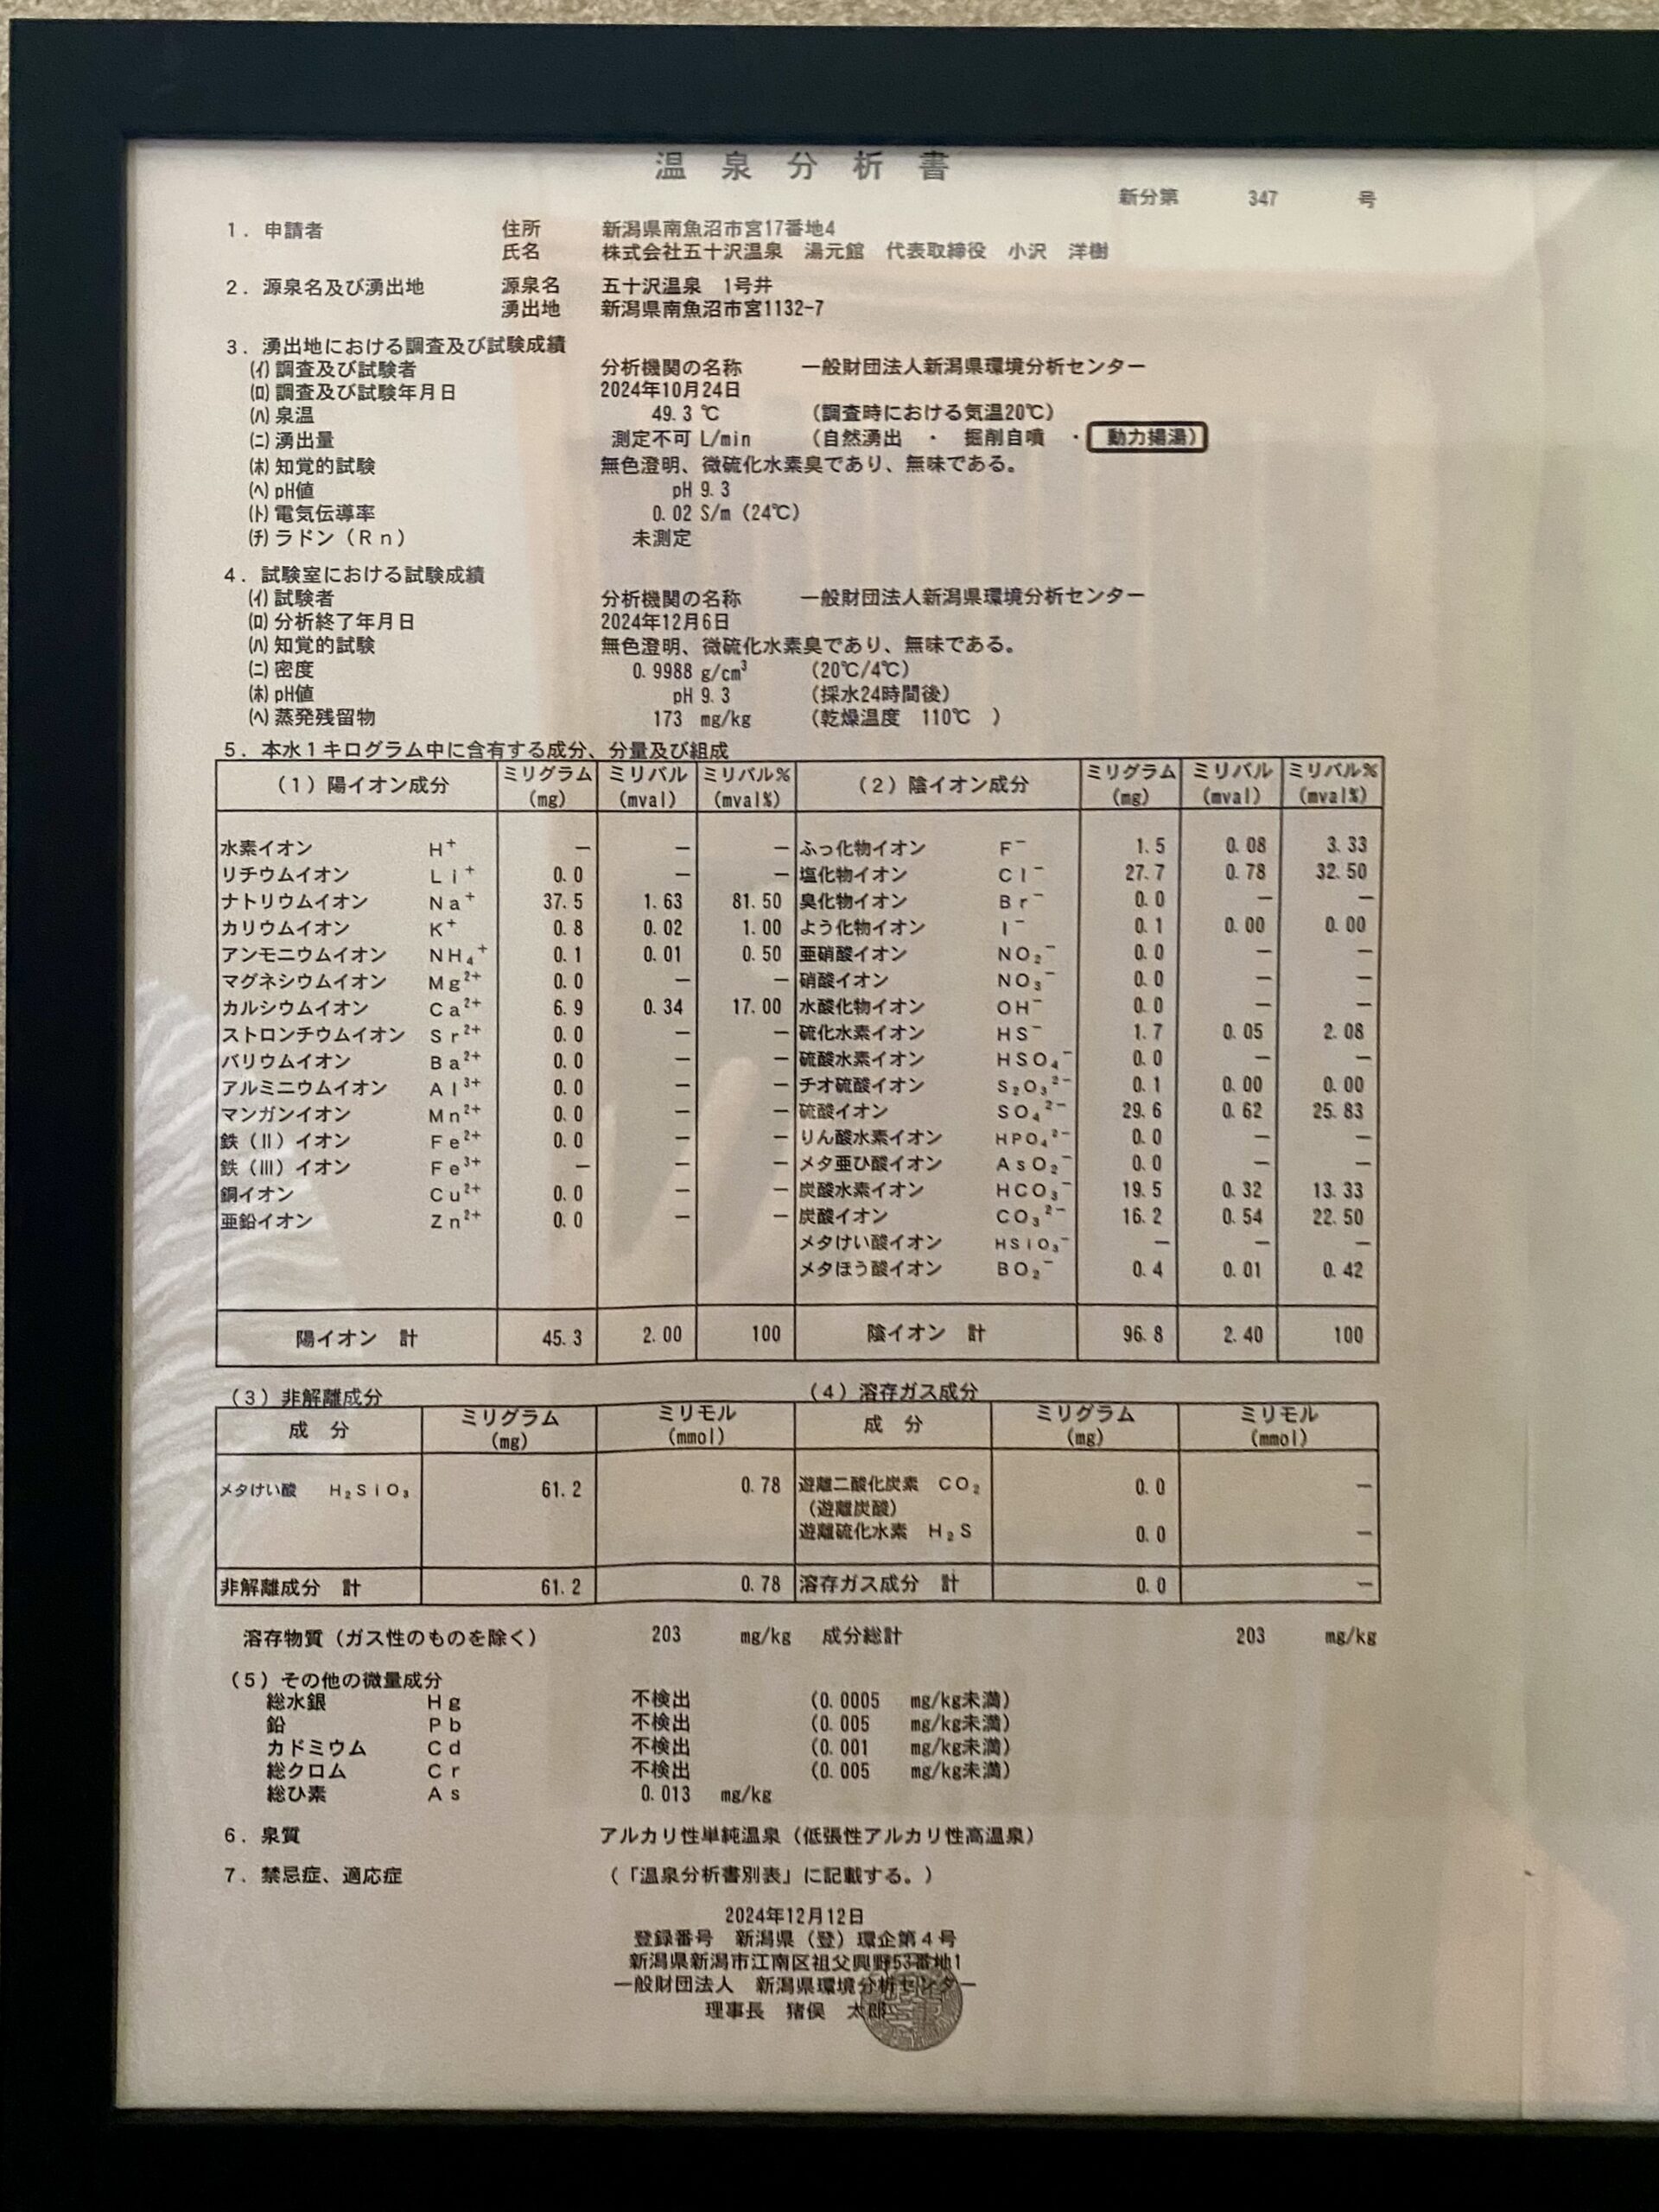 温泉分析書
新分第 347 号
1．申請者 住所 新潟県南魚沼市宮17番地4
氏名 株式会社五十沢温泉 湯元館 代表取締役 小沢 洋樹
2．源泉名及び湧出地 源泉名 五十沢温泉 1号井
湧出地 新潟県南魚沼市宮1132-7
3．湧出地における調査及び試験成績
(ｲ) 調査及び試験者 分析機関の名称 一般財団法人新潟県環境分析センター
(ﾛ) 調査及び試験年月日 2024年10月24日
(ﾊ) 泉温 49.3 ℃ (調査時における気温20℃)
(ﾆ) 湧出量 測定不可 L/min (自然湧出 ・ 掘削自噴 ・ 動力揚湯)
(ﾎ) 知覚的試験 無色澄明、微硫化水素臭であり、無味である。
(ﾍ) pH値 pH 9.3
(ﾄ) 電気伝導率 0.02 S/m (24℃)
(ﾁ) ラドン（Ｒｎ） 未測定
4．試験室における試験成績
(ｲ) 試験者 分析機関の名称 一般財団法人新潟県環境分析センター
(ﾛ) 分析終了年月日 2024年12月6日
(ﾊ) 知覚的試験 無色澄明、微硫化水素臭であり、無味である。
(ﾆ) 密度 0.9988 g/cm³ (20℃/4℃)
(ﾎ) pH値 pH 9.3 (採水24時間後)
(ﾍ) 蒸発残留物 173 mg/kg (乾燥温度 110℃ )
5．本水1キログラム中に含有する成分、分量及び組成
（1）陽イオン成分 ミリグラム(mg) ミリバル(mval) ミリバル%(mval%) （2）陰イオン成分 ミリグラム(mg) ミリバル(mval) ミリバル%(mval%)
水素イオン H⁺ － － － ふっ化物イオン F⁻ 1.5 0.08 3.33
リチウムイオン Li⁺ 0.0 － － 塩化物イオン Cl⁻ 27.7 0.78 32.50
ナトリウムイオン Na⁺ 37.5 1.63 81.50 臭化物イオン Br⁻ 0.0 － －
カリウムイオン K⁺ 0.8 0.02 1.00 よう化物イオン I⁻ 0.1 0.00 0.00
アンモニウムイオン NH₄⁺ 0.1 0.01 0.50 亜硝酸イオン NO₂⁻ 0.0 － －
マグネシウムイオン Mg²⁺ 0.0 － － 硝酸イオン NO₃⁻ 0.0 － －
カルシウムイオン Ca²⁺ 6.9 0.34 17.00 水酸化物イオン OH⁻ 0.0 － －
ストロンチウムイオン Sr²⁺ 0.0 － － 硫化水素イオン HS⁻ 1.7 0.05 2.08
バリウムイオン Ba²⁺ 0.0 － － 硫酸水素イオン HSO₄⁻ 0.0 － －
アルミニウムイオン Al³⁺ 0.0 － － チオ硫酸イオン S₂O₃²⁻ 0.1 0.00 0.00
マンガンイオン Mn²⁺ 0.0 － － 硫酸イオン SO₄²⁻ 29.6 0.62 25.83
鉄（Ⅱ）イオン Fe²⁺ 0.0 － － りん酸水素イオン HPO₄²⁻ 0.0 － －
鉄（Ⅲ）イオン Fe³⁺ － － － メタ亜ひ酸イオン AsO₂⁻ 0.0 － －
銅イオン Cu²⁺ 0.0 － － 炭酸水素イオン HCO₃⁻ 19.5 0.32 13.33
亜鉛イオン Zn²⁺ 0.0 － － 炭酸イオン CO₃²⁻ 16.2 0.54 22.50
メタけい酸イオン HSiO₃⁻ － － －
メタほう酸イオン BO₂⁻ 0.4 0.01 0.42
陽イオン 計 45.3 2.00 100 陰イオン 計 96.8 2.40 100
（3）非解離成分 （4）溶存ガス成分
成 分 ミリグラム(mg) ミリモル(mmol) 成 分 ミリグラム(mg) ミリモル(mmol)
メタけい酸 H₂SiO₃ 61.2 0.78 遊離二酸化炭素 CO₂ 0.0 －
（遊離炭酸）
遊離硫化水素 H₂S 0.0 －
非解離成分 計 61.2 0.78 溶存ガス成分 計 0.0 －
溶存物質（ガス性のものを除く） 203 mg/kg 成分総計 203 mg/kg
（5）その他の微量成分
総水銀 Hg 不検出 (0.0005 mg/kg未満)
鉛 Pb 不検出 (0.005 mg/kg未満)
カドミウム Cd 不検出 (0.001 mg/kg未満)
総クロム Cr 不検出 (0.005 mg/kg未満)
総ひ素 As 0.013 mg/kg
6．泉質 アルカリ性単純温泉（低張性アルカリ性高温泉）
7．禁忌症、適応症 （「温泉分析書別表」に記載する。）
2024年12月12日
登録番号 新潟県（登）環企第４号
新潟県新潟市江南区祖父興野53番地1
一般財団法人 新潟県環境分析センター
理事長 猪俣 太郎